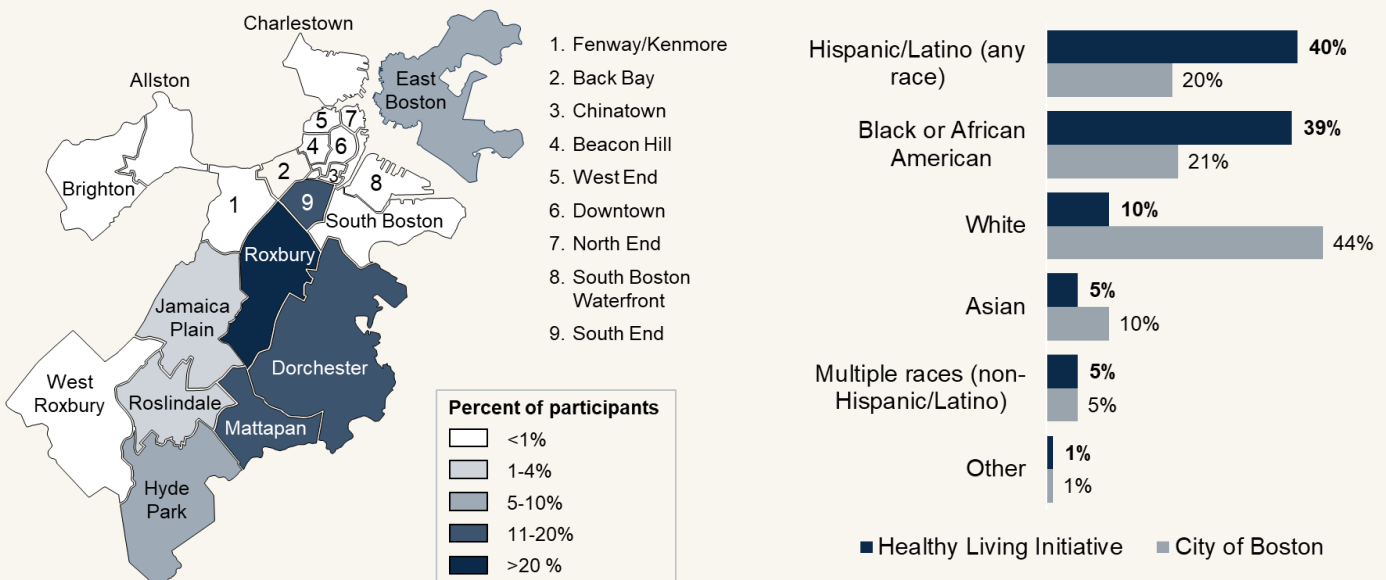 Charlestown
Allston
East
Boston
5
7
4
6
2
3
Brighton
8
9
1
South Boston
Roxbury
Jamaica
Plain
Dorchester
West
Roxbury
Roslindale
Mattapan
Hyde
Park
1. Fenway/Kenmore
2. Back Bay
3. Chinatown
4. Beacon Hill
5. West End
6. Downtown
7. North End
8. South Boston
Waterfront
9. South End
Percent of participants
<1%
1-4%
5-10%
11-20%
>20 %
Hispanic/Latino (any
race)
40%
20%
Black or African
American
39%
21%
White
10%
44%
Asian
5%
10%
Multiple races (non-
Hispanic/Latino)
5%
5%
Other
1%
1%
Healthy Living Initiative
City of Boston